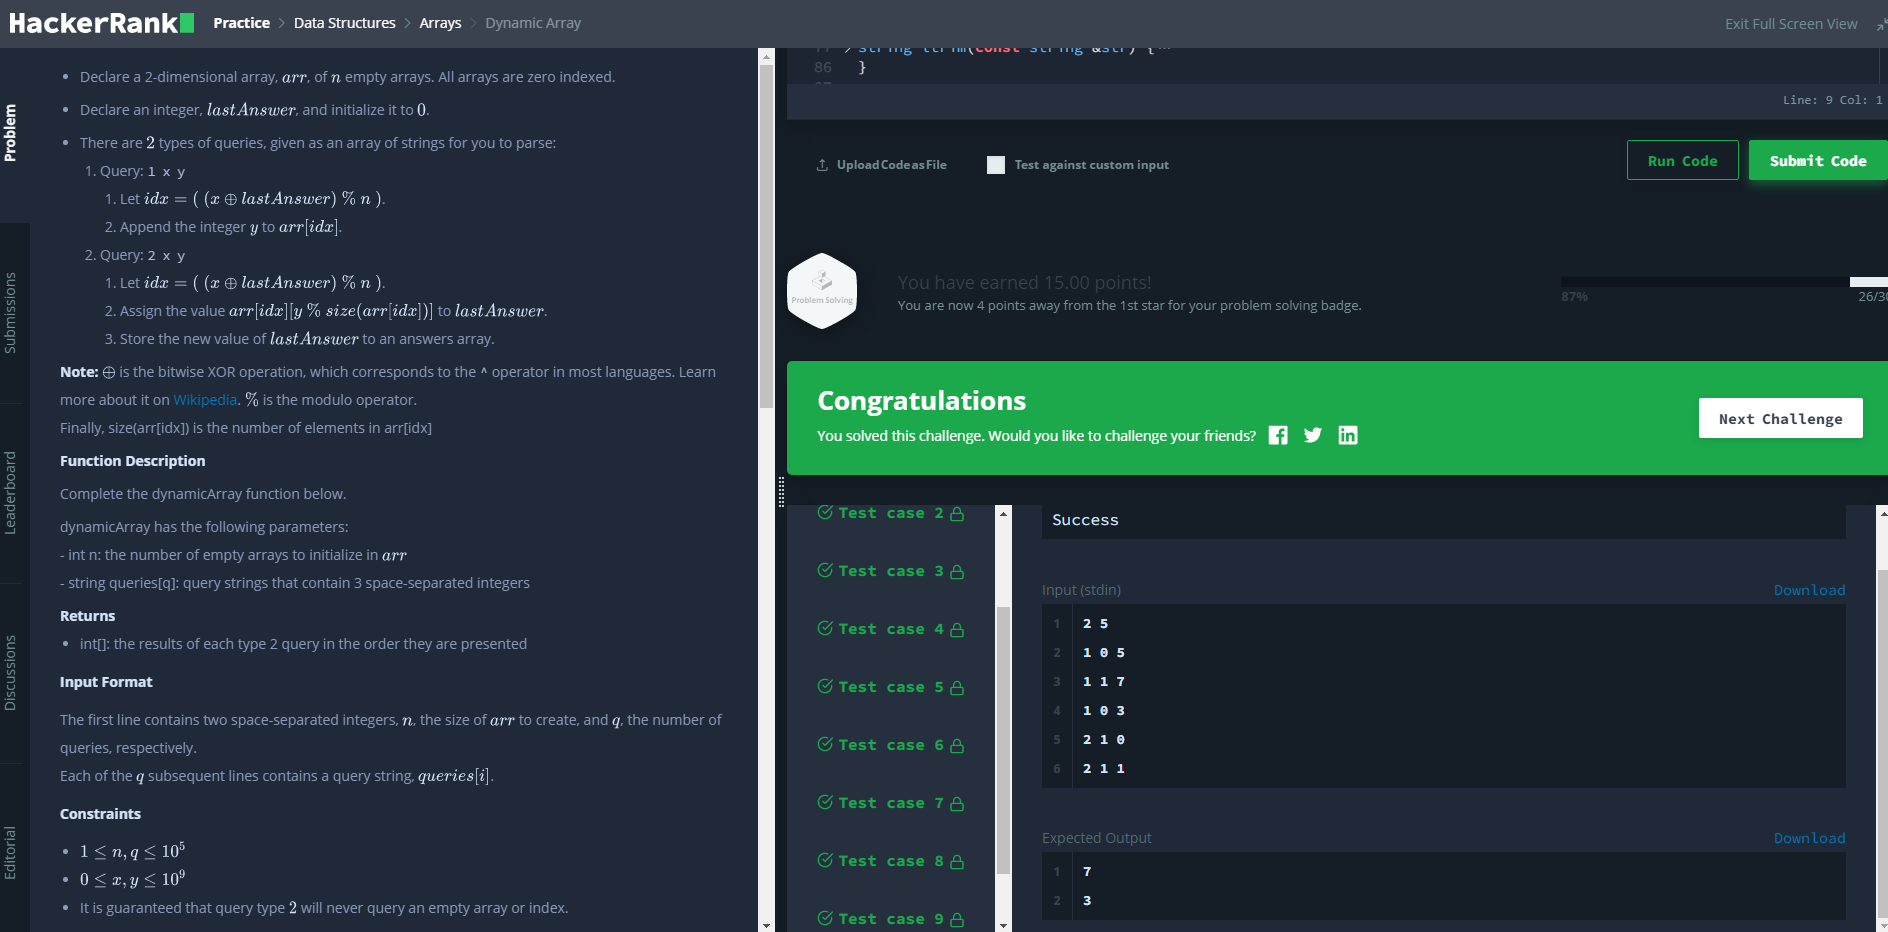 HackerRank Practice > Data Structures > Arrays > Dynamic Array
Exit Full Screen View
Problem
Submissions
Leaderboard
Discussions
Editorial
• Declare a 2-dimensional array, arr, of n empty arrays. All arrays are zero indexed.
• Declare an integer, lastAnswer, and initialize it to 0.
• There are 2 types of queries, given as an array of strings for you to parse:
1. Query: 1 x y
1. Let idx = ( (x ⊕ lastAnswer) % n ).
2. Append the integer y to arr[idx].
2. Query: 2 x y
1. Let idx = ( (x ⊕ lastAnswer) % n ).
2. Assign the value arr[idx][y % size(arr[idx])] to lastAnswer.
3. Store the new value of lastAnswer to an answers array.
Note: ⊕ is the bitwise XOR operation, which corresponds to the ^ operator in most languages. Learn
more about it on Wikipedia. % is the modulo operator.
Finally, size(arr[idx]) is the number of elements in arr[idx]
Function Description
Complete the dynamicArray function below.
dynamicArray has the following parameters:
- int n: the number of empty arrays to initialize in arr
- string queries[q]: query strings that contain 3 space-separated integers
Returns
• int[]: the results of each type 2 query in the order they are presented
Input Format
The first line contains two space-separated integers, n, the size of arr to create, and q, the number of
queries, respectively.
Each of the q subsequent lines contains a query string, queries[i].
Constraints
• 1 ≤ n, q ≤ 10⁵
• 0 ≤ x, y ≤ 10⁹
• It is guaranteed that query type 2 will never query an empty array or index.
string ltrim(const string &str) {
86 }
Line: 9 Col: 1
Upload Code as File
Test against custom input
Run Code
Submit Code
Problem Solving
You have earned 15.00 points!
You are now 4 points away from the 1st star for your problem solving badge.
87%
26/30
Congratulations
You solved this challenge. Would you like to challenge your friends?
Next Challenge
Test case 2
Test case 3
Test case 4
Test case 5
Test case 6
Test case 7
Test case 8
Test case 9
Success
Input (stdin)
Download
1 2 5
2 1 0 5
3 1 1 7
4 1 0 3
5 2 1 0
6 2 1 1
Expected Output
Download
1 7
2 3